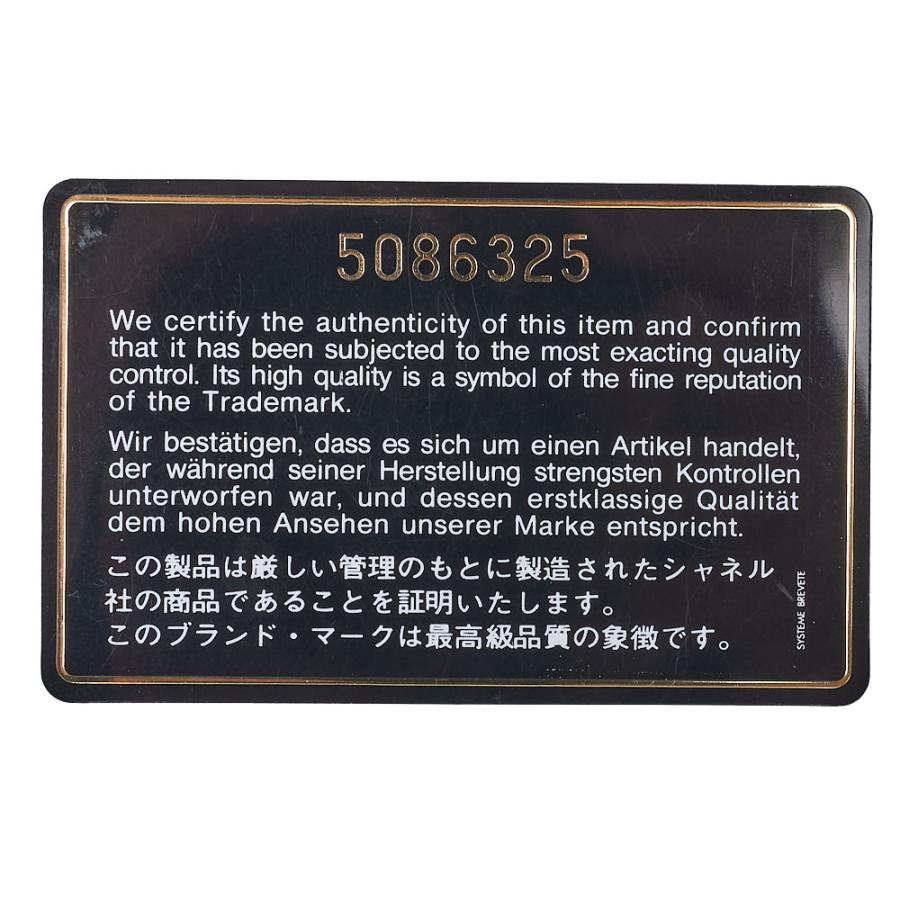 5086325
We certify the authenticity of this item and confirm
that it has been subjected to the most exacting quality
control. Its high quality is a symbol of the fine reputation
of the Trademark.
Wir bestätigen, dass es sich um einen Artikel handelt,
der während seiner Herstellung strengsten Kontrollen
unterworfen war, und dessen erstklassige Qualität
dem hohen Ansehen unserer Marke entspricht.
この製品は厳しい管理のもとに製造されたシャネル
社の商品であることを証明いたします。
このブランド・マークは最高級品質の象徴です。
SYSTEME BREVETE